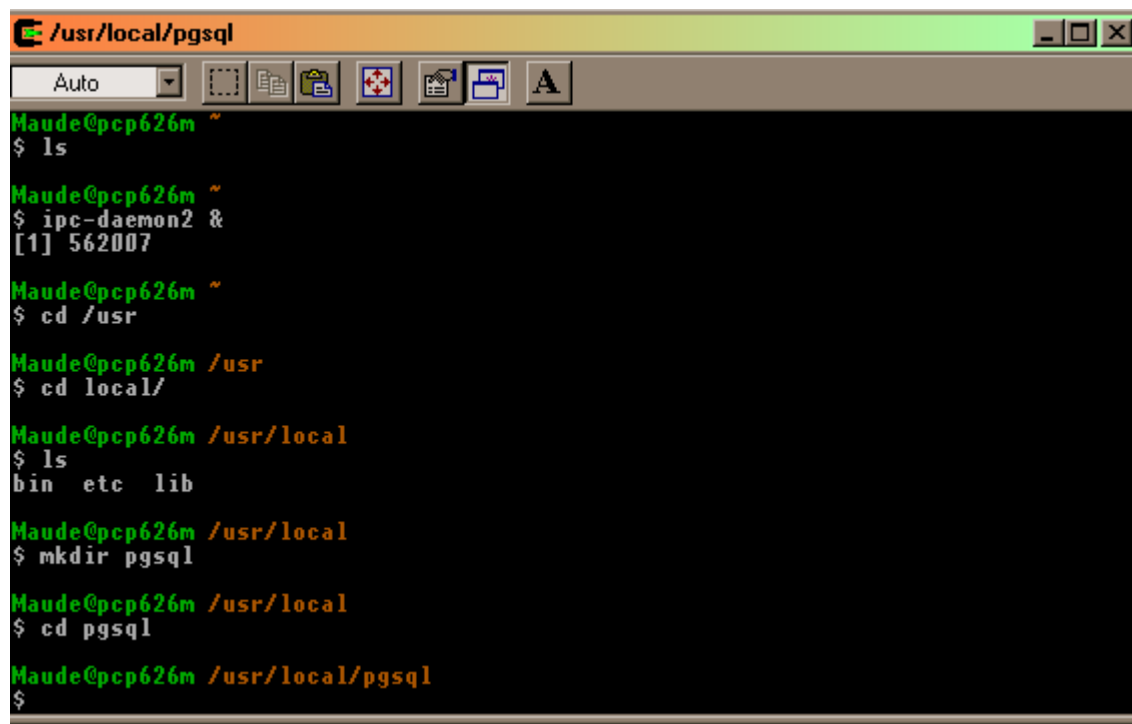 /usr/local/pgsql
Auto
A
Maude@pcp626m ~
$ ls
Maude@pcp626m ~
$ ipc-daemon2 &
[1] 562007
Maude@pcp626m ~
$ cd /usr
Maude@pcp626m /usr
$ cd local/
Maude@pcp626m /usr/local
$ ls
bin  etc  lib
Maude@pcp626m /usr/local
$ mkdir pgsql
Maude@pcp626m /usr/local
$ cd pgsql
Maude@pcp626m /usr/local/pgsql
$